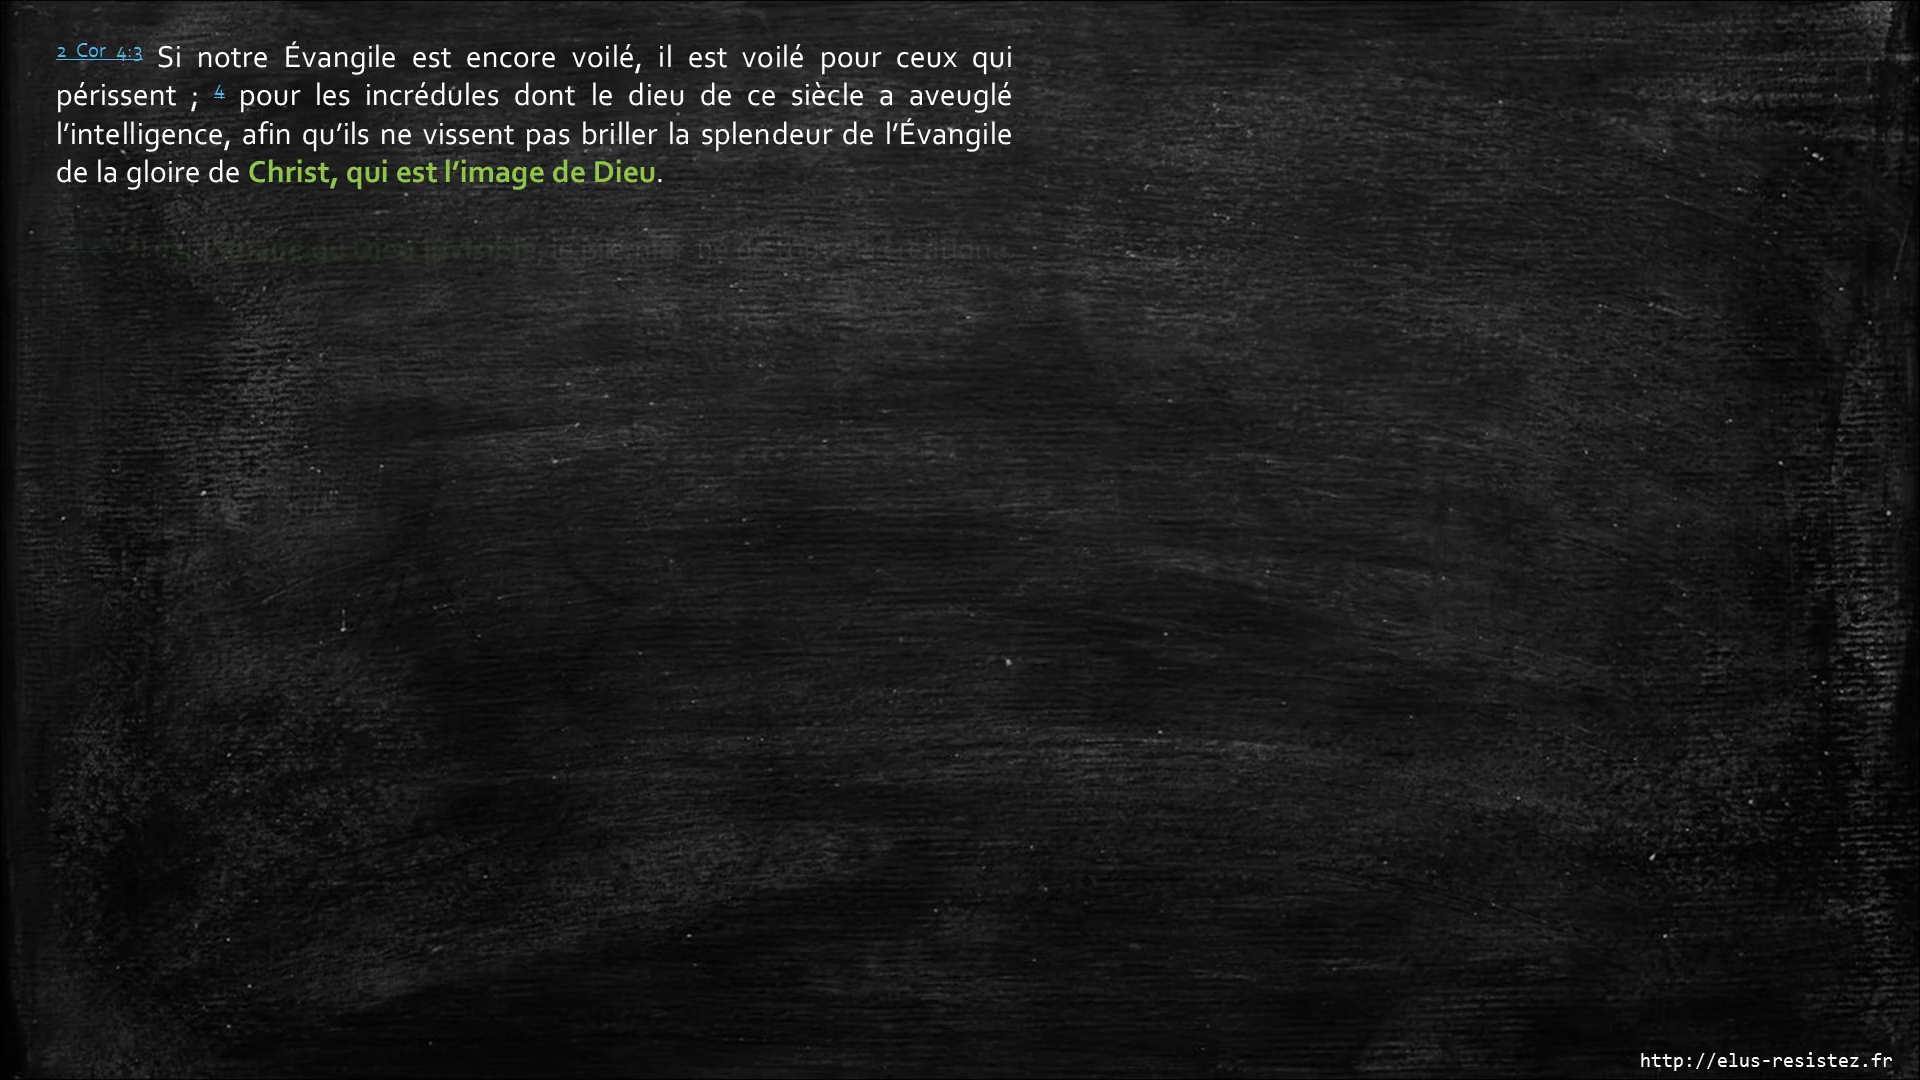 2 Cor 4:3 Si notre Évangile est encore voilé, il est voilé pour ceux qui
périssent ; 4 pour les incrédules dont le dieu de ce siècle a aveuglé
l’intelligence, afin qu’ils ne vissent pas briller la splendeur de l’Évangile
de la gloire de Christ, qui est l’image de Dieu.
http://elus-resistez.fr